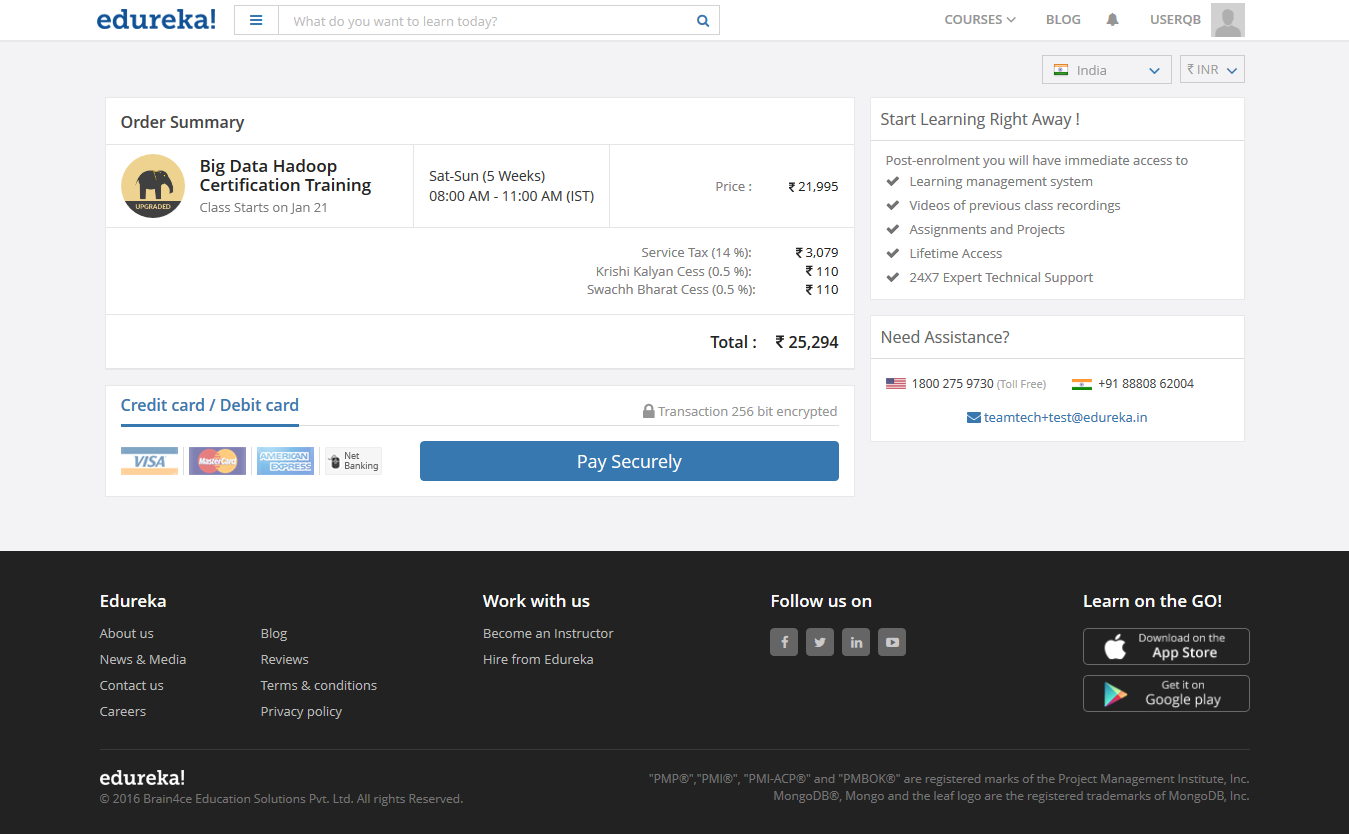 edureka!
What do you want to learn today?
COURSES
BLOG
USERQB
India
₹ INR
Order Summary
UPGRADED
Big Data Hadoop
Certification Training
Class Starts on Jan 21
Sat-Sun (5 Weeks)
08:00 AM - 11:00 AM (IST)
Price : ₹ 21,995
Service Tax (14 %): ₹ 3,079
Krishi Kalyan Cess (0.5 %): ₹ 110
Swachh Bharat Cess (0.5 %): ₹ 110
Total : ₹ 25,294
Credit card / Debit card
Transaction 256 bit encrypted
VISA
MasterCard
AMERICAN
EXPRESS
Net
Banking
Pay Securely
Start Learning Right Away !
Post-enrolment you will have immediate access to
Learning management system
Videos of previous class recordings
Assignments and Projects
Lifetime Access
24X7 Expert Technical Support
Need Assistance?
1800 275 9730 (Toll Free)
+91 88808 62004
teamtech+test@edureka.in
Edureka
About us
News & Media
Contact us
Careers
Blog
Reviews
Terms & conditions
Privacy policy
Work with us
Become an Instructor
Hire from Edureka
Follow us on
Learn on the GO!
Download on the
App Store
Get it on
Google play
edureka!
© 2016 Brain4ce Education Solutions Pvt. Ltd. All rights Reserved.
"PMP®","PMI®", "PMI-ACP®" and "PMBOK®" are registered marks of the Project Management Institute, Inc.
MongoDB®, Mongo and the leaf logo are the registered trademarks of MongoDB, Inc.